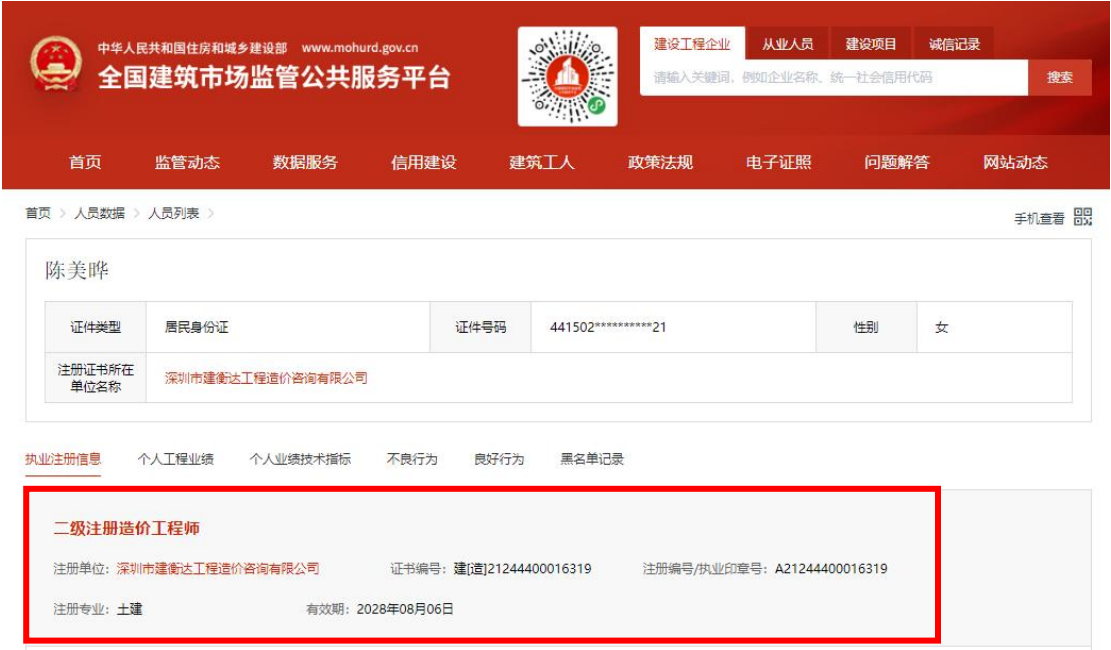 中华人民共和国住房和城乡建设部 www.mohurd.gov.cn
全国建筑市场监管公共服务平台
建设工程企业 从业人员 建设项目 诚信记录
请输入关键词，例如企业名称、统一社会信用代码 搜索
首页 监管动态 数据服务 信用建设 建筑工人 政策法规 电子证照 问题解答 网站动态
首页 > 人员数据 > 人员列表 >
手机查看
陈美晔
证件类型 居民身份证 证件号码 441502**********21 性别 女
注册证书所在
单位名称 深圳市建衡达工程造价咨询有限公司
执业注册信息 个人工程业绩 个人业绩技术指标 不良行为 良好行为 黑名单记录
二级注册造价工程师
注册单位：深圳市建衡达工程造价咨询有限公司 证书编号：建[造]21244400016319 注册编号/执业印章号：A21244400016319
注册专业：土建 有效期：2028年08月06日